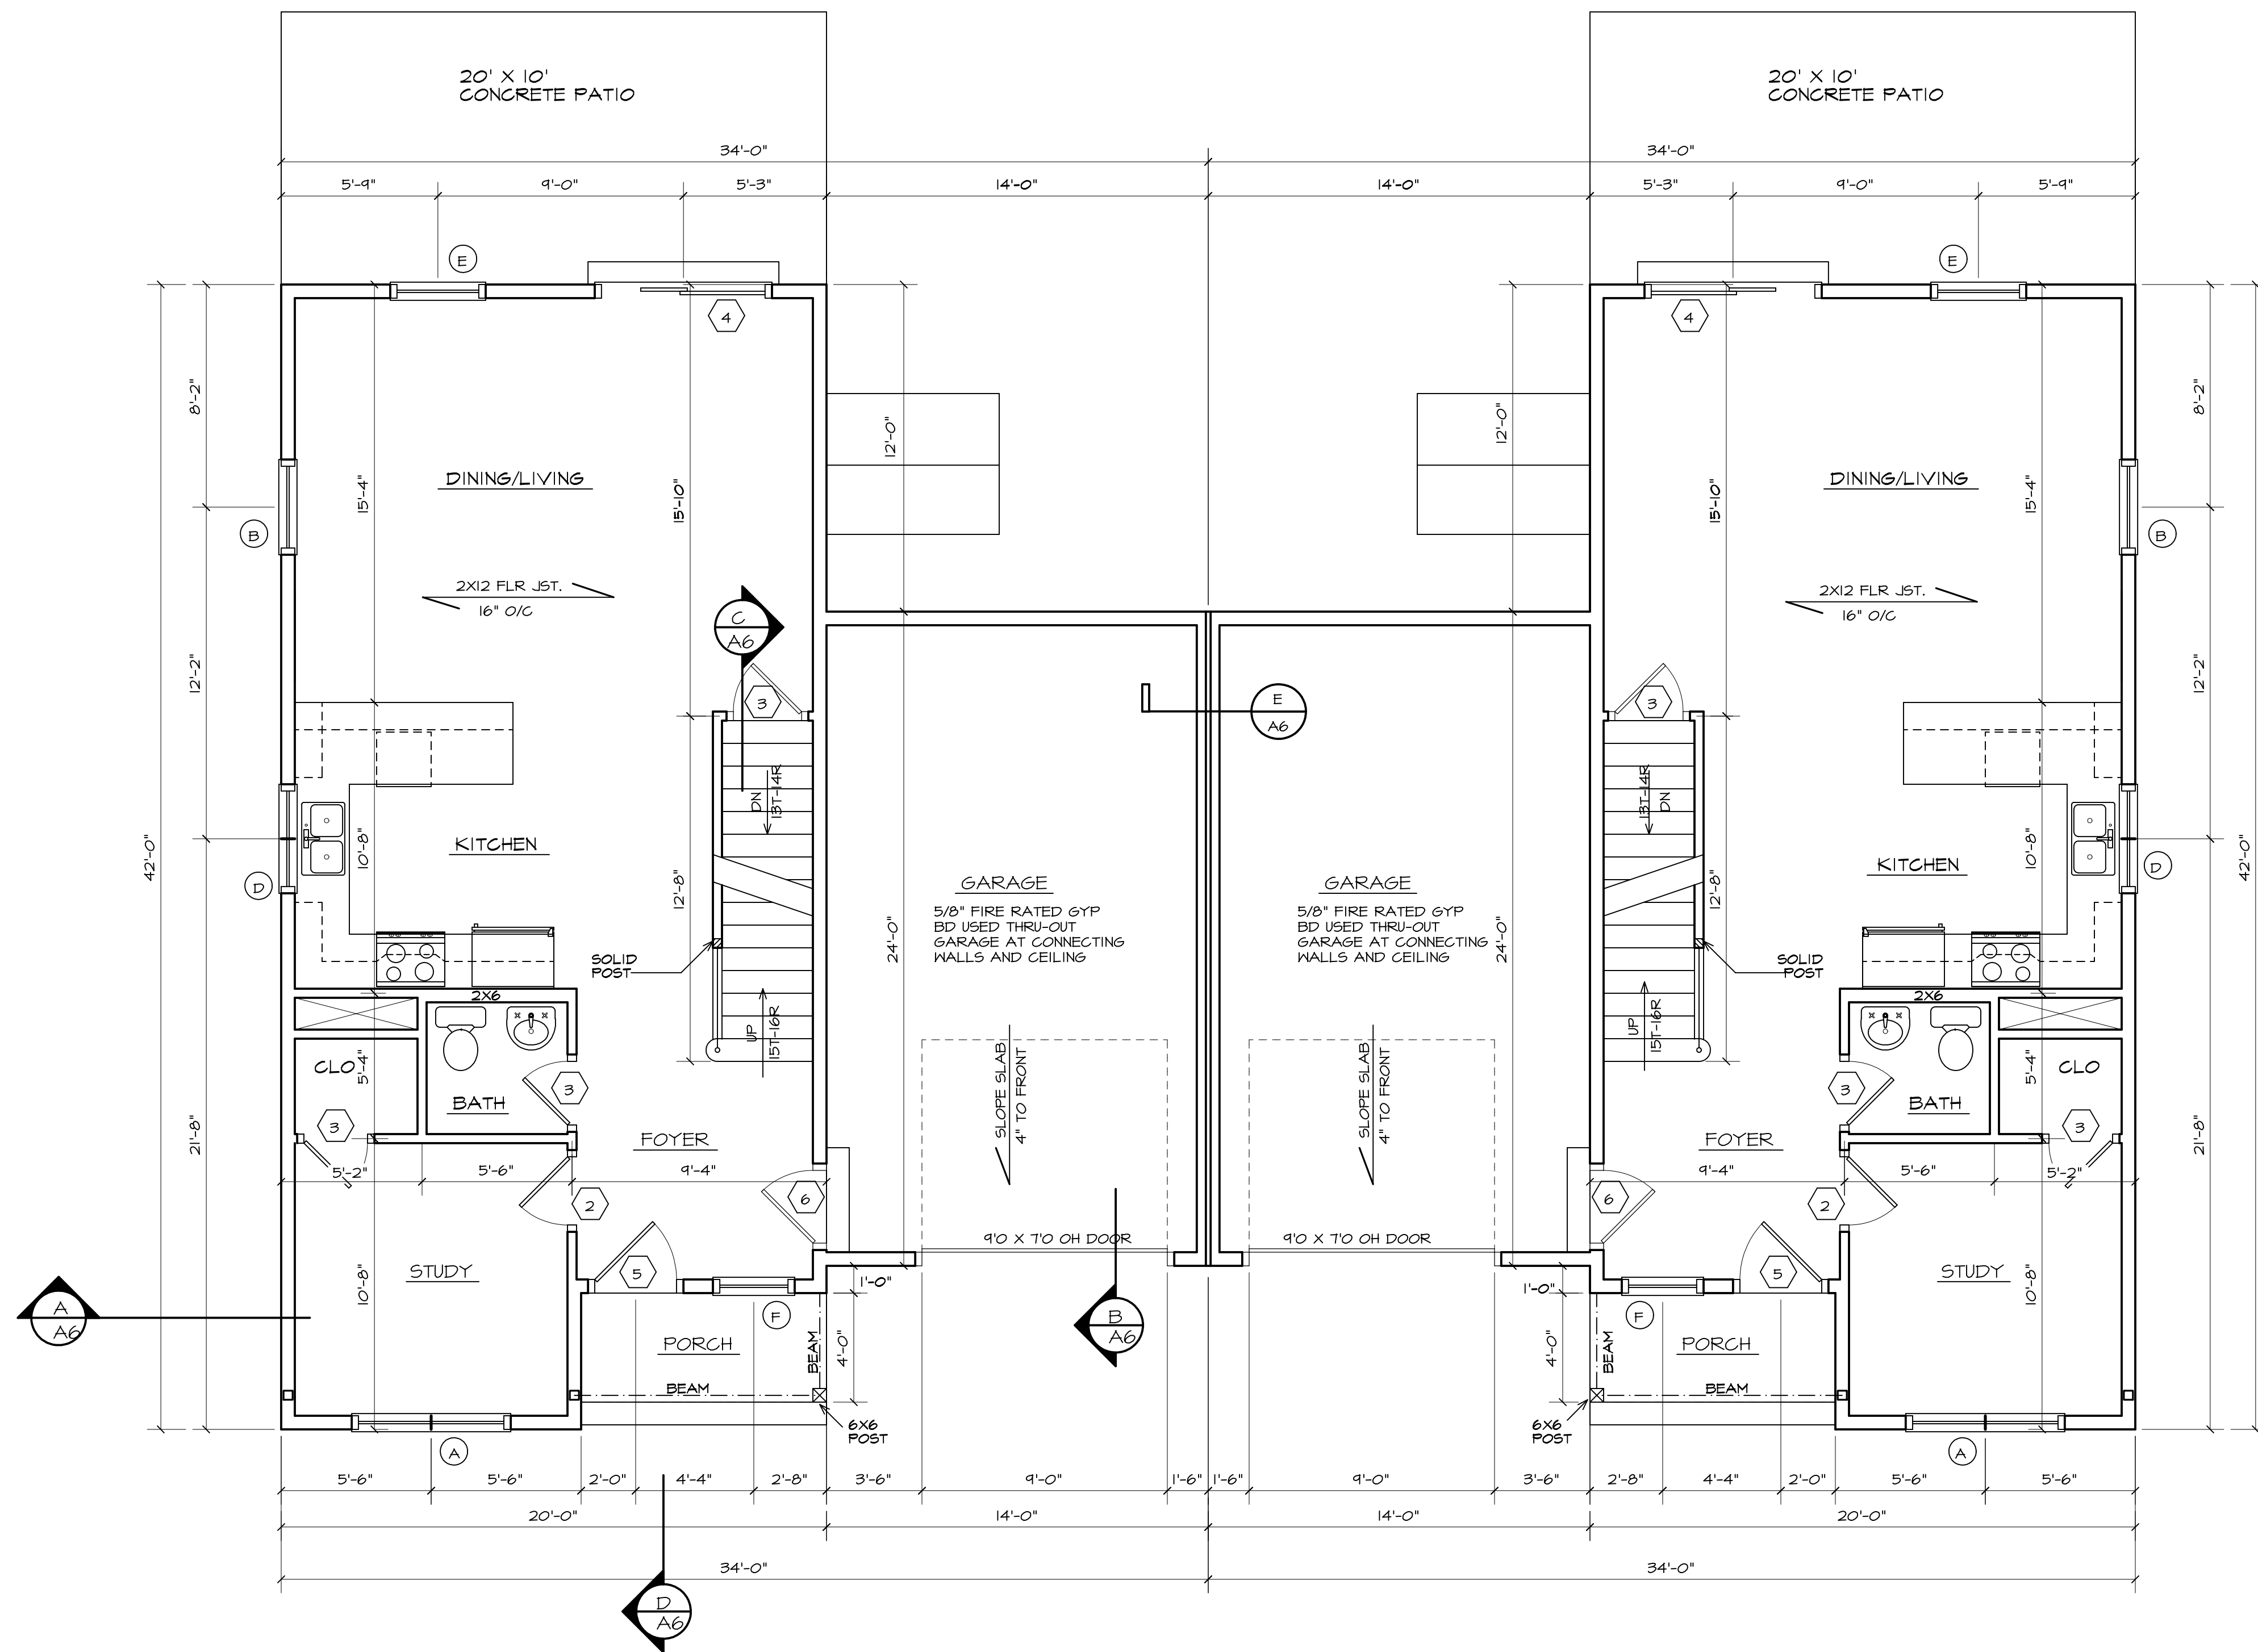 20' X 10'
CONCRETE PATIO
20' X 10'
CONCRETE PATIO
34'-0"
34'-0"
5'-9"
9'-0"
5'-3"
14'-0"
14'-0"
5'-3"
9'-0"
5'-9"
E
E
4
4
8'-2"
12'-0"
12'-0"
8'-2"
DINING/LIVING
15'-4"
15'-10"
DINING/LIVING
15'-10"
15'-4"
B
B
2X12 FLR JST.
16" O/C
2X12 FLR JST.
16" O/C
C
A6
12'-2"
12'-2"
3
E
A6
3
DN
13T-14R
13T-14R
DN
42'-0"
KITCHEN
10'-8"
KITCHEN
10'-8"
42'-0"
D
D
12'-8"
12'-8"
GARAGE
5/8" FIRE RATED GYP
BD USED THRU-OUT
GARAGE AT CONNECTING
WALLS AND CEILING
24'-0"
GARAGE
5/8" FIRE RATED GYP
BD USED THRU-OUT
GARAGE AT CONNECTING
WALLS AND CEILING
24'-0"
SOLID
POST
SOLID
POST
2X6
2X6
UP
15T-16R
UP
15T-16R
CLO
5'-4"
5'-4"
CLO
3
3
BATH
BATH
SLOPE SLAB
4" TO FRONT
SLOPE SLAB
4" TO FRONT
3
3
21'-8"
21'-8"
FOYER
FOYER
5'-2"
5'-6"
9'-4"
9'-4"
5'-6"
5'-2"
2
6
6
2
9'0 X 7'0 OH DOOR
9'0 X 7'0 OH DOOR
STUDY
10'-8"
5
1'-0"
1'-0"
5
STUDY
10'-8"
A
A6
F
B
A6
F
PORCH
BEAM
4'-0"
4'-0"
BEAM
PORCH
BEAM
BEAM
6X6
POST
6X6
POST
A
A
5'-6"
5'-6"
2'-0"
4'-4"
2'-8"
3'-6"
9'-0"
1'-6"
1'-6"
9'-0"
3'-6"
2'-8"
4'-4"
2'-0"
5'-6"
5'-6"
20'-0"
14'-0"
14'-0"
20'-0"
34'-0"
34'-0"
D
A6